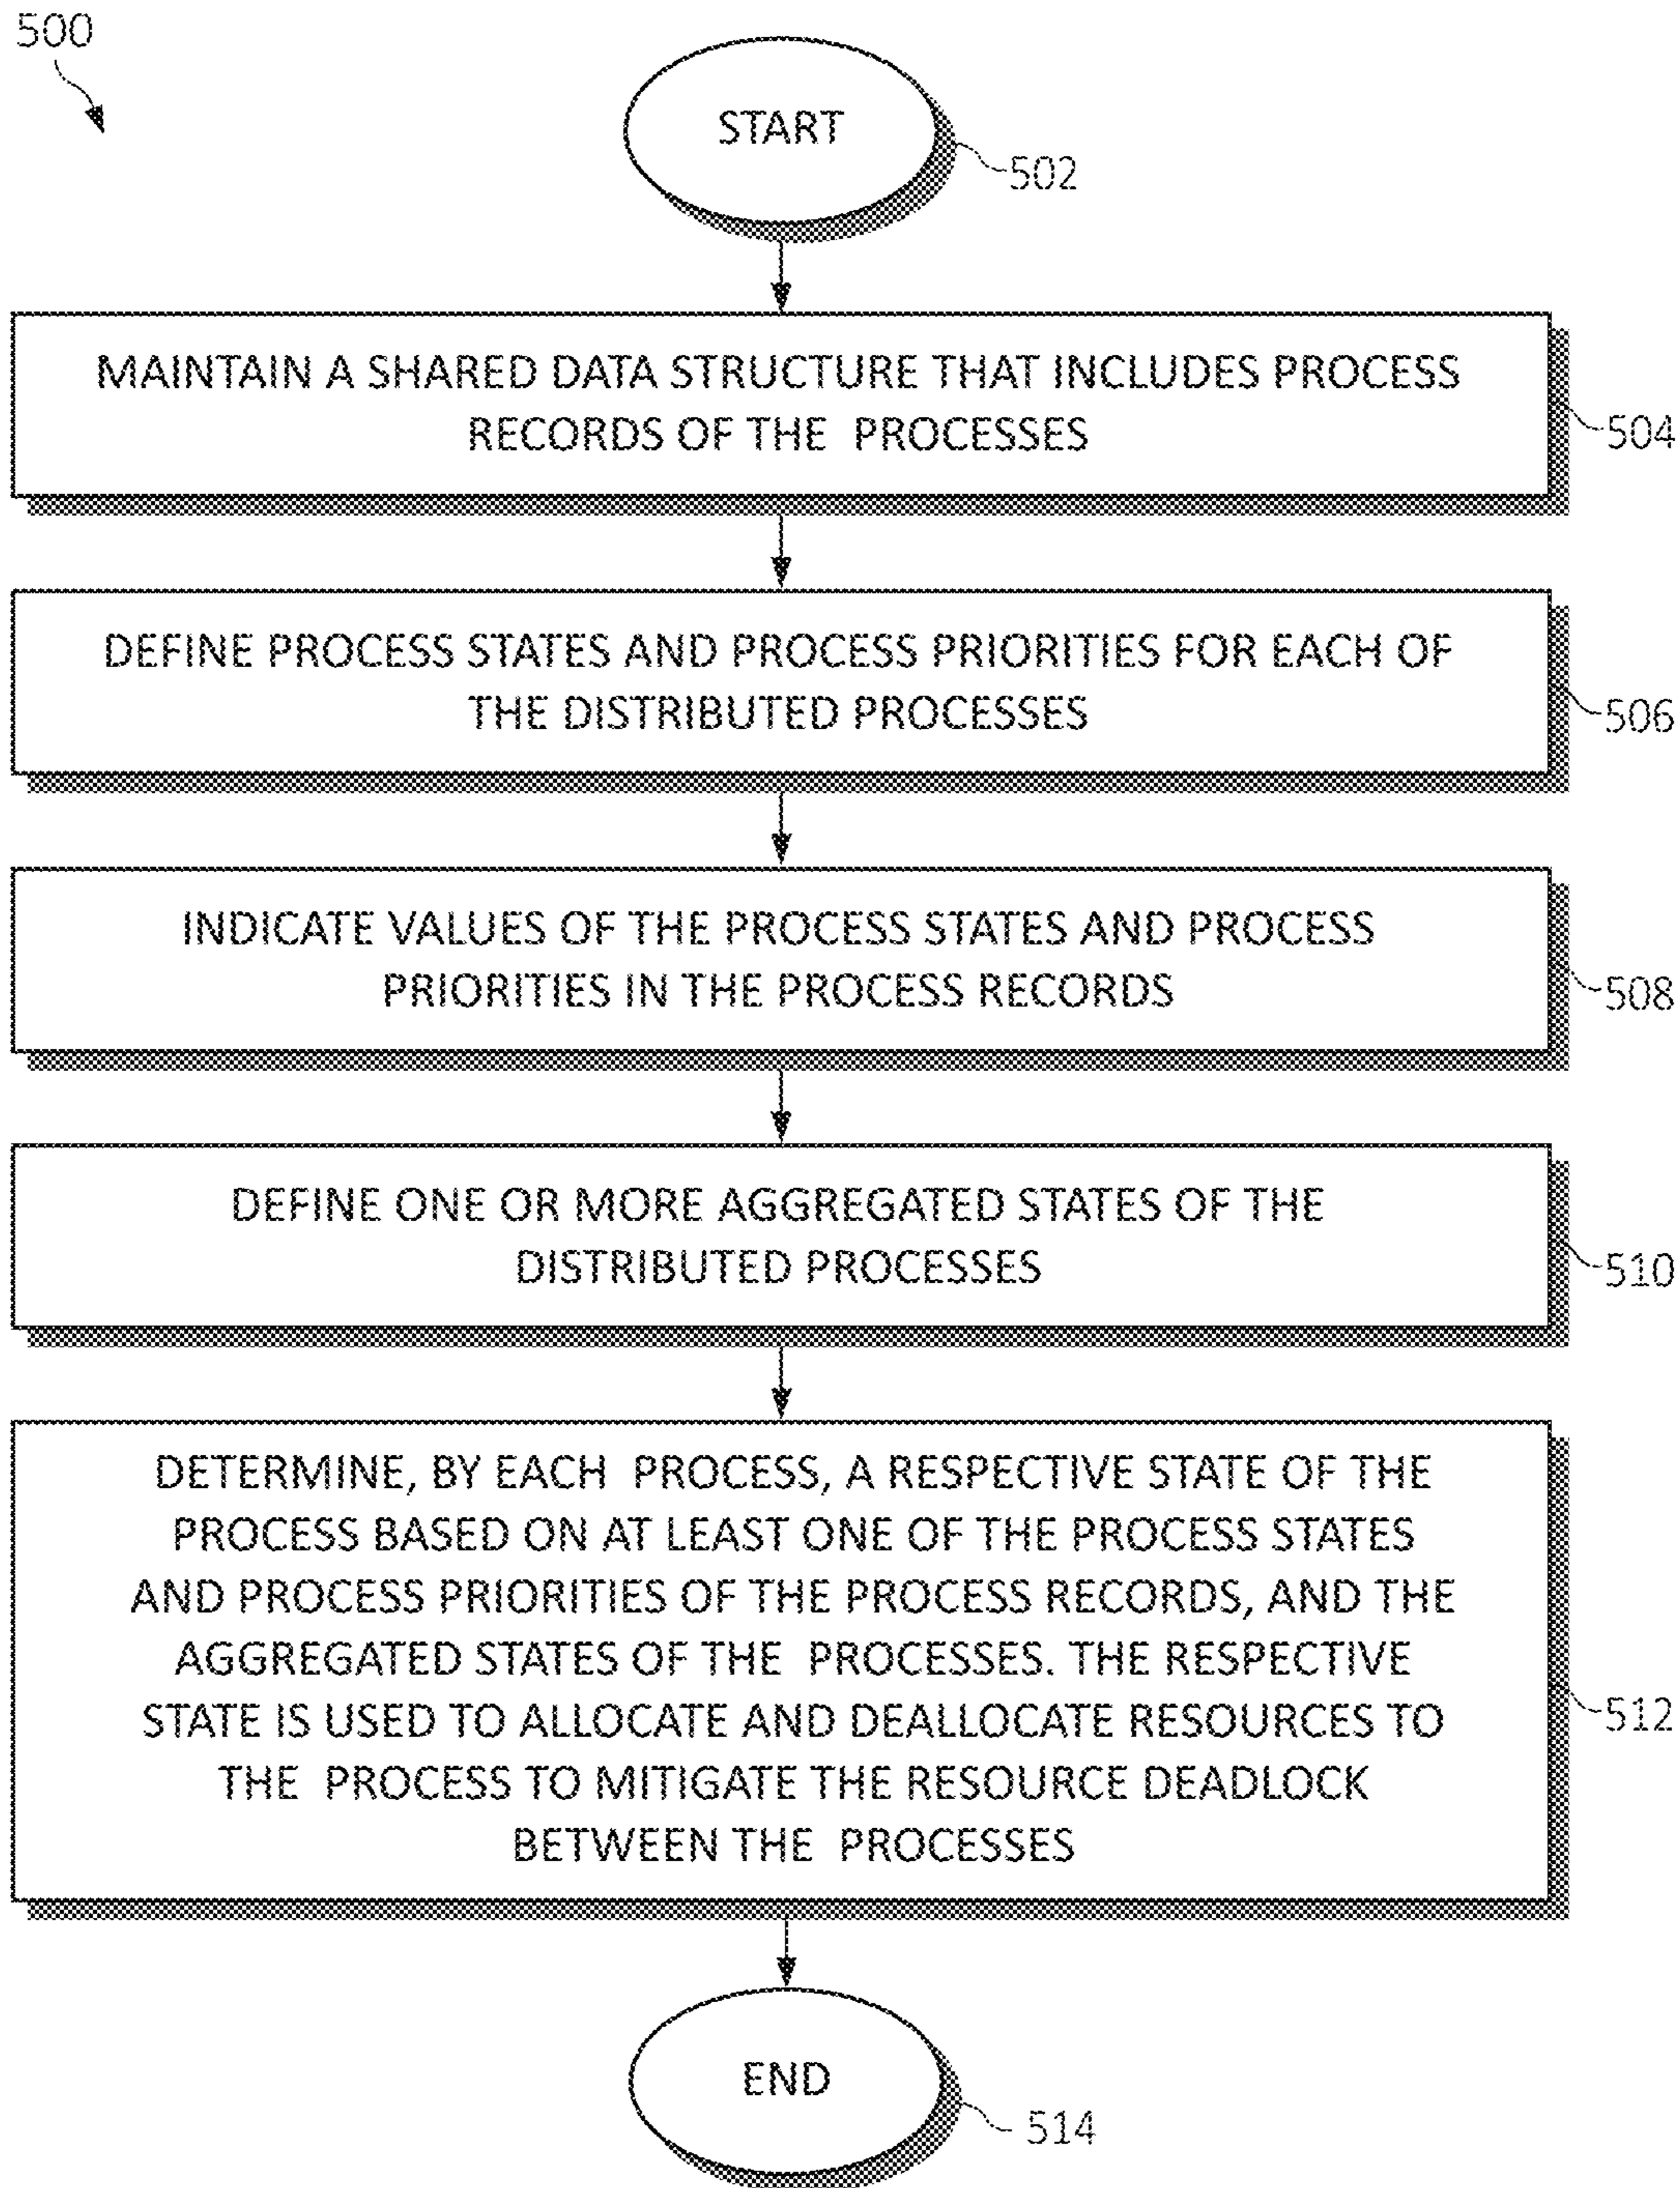 500
START
502
MAINTAIN A SHARED DATA STRUCTURE THAT INCLUDES PROCESS
RECORDS OF THE PROCESSES
504
DEFINE PROCESS STATES AND PROCESS PRIORITIES FOR EACH OF
THE DISTRIBUTED PROCESSES
506
INDICATE VALUES OF THE PROCESS STATES AND PROCESS
PRIORITIES IN THE PROCESS RECORDS
508
DEFINE ONE OR MORE AGGREGATED STATES OF THE
DISTRIBUTED PROCESSES
510
DETERMINE, BY EACH PROCESS, A RESPECTIVE STATE OF THE
PROCESS BASED ON AT LEAST ONE OF THE PROCESS STATES
AND PROCESS PRIORITIES OF THE PROCESS RECORDS, AND THE
AGGREGATED STATES OF THE PROCESSES. THE RESPECTIVE
STATE IS USED TO ALLOCATE AND DEALLOCATE RESOURCES TO
THE PROCESS TO MITIGATE THE RESOURCE DEADLOCK
BETWEEN THE PROCESSES
512
END
514